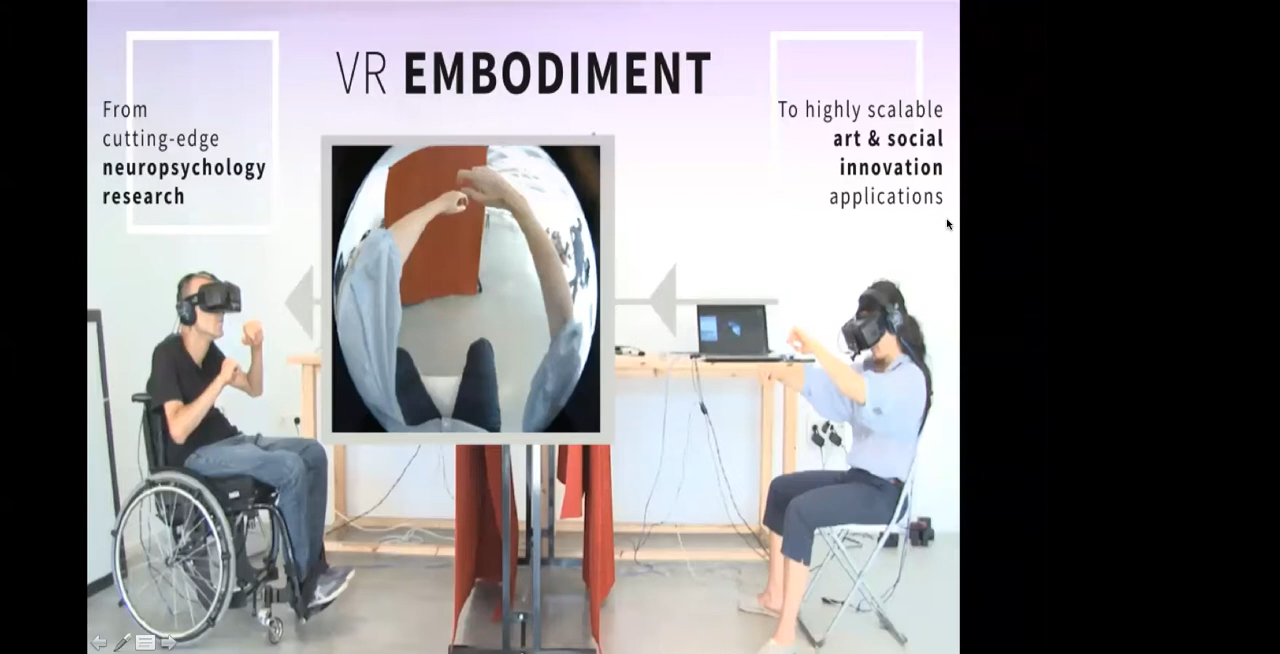 VR EMBODIMENT
From
cutting-edge
neuropsychology
research
To highly scalable
art & social
innovation
applications